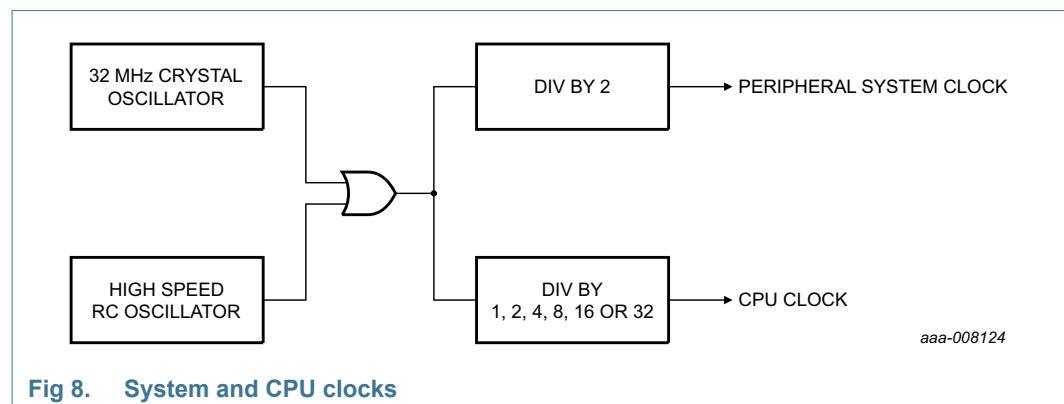 32 MHz CRYSTAL
OSCILLATOR
DIV BY 2
PERIPHERAL SYSTEM CLOCK
HIGH SPEED
RC OSCILLATOR
DIV BY
1, 2, 4, 8, 16 OR 32
CPU CLOCK
aaa-008124
Fig 8. System and CPU clocks